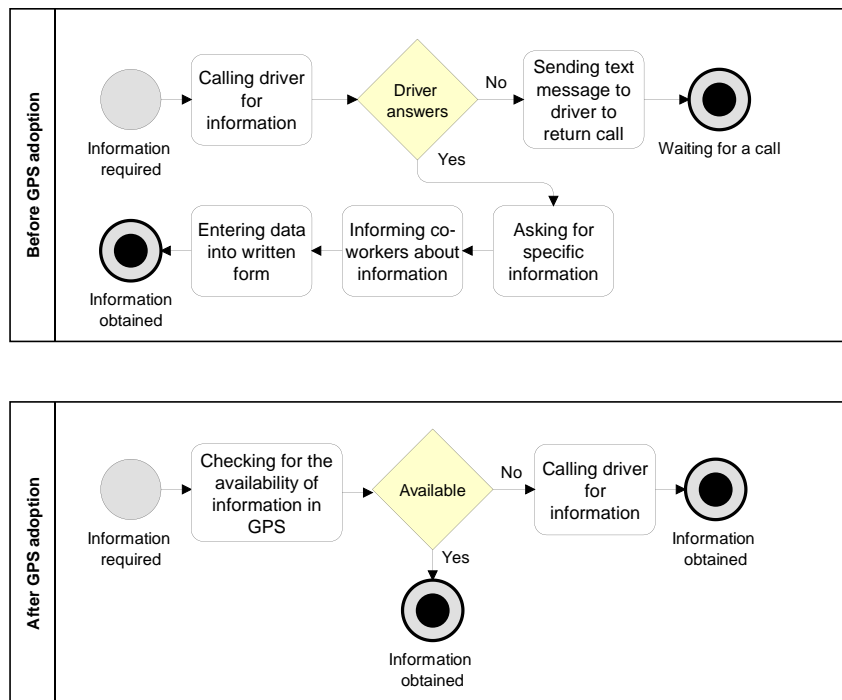 Before GPS adoption
Information
required
Calling driver
for
information
Driver
answers
No
Sending text
message to
driver to
return call
Waiting for a call
Yes
Asking for
specific
information
Informing co-
workers about
information
Entering data
into written
form
Information
obtained
After GPS adoption
Information
required
Checking for the
availability of
information in
GPS
Available
No
Calling driver
for
information
Information
obtained
Yes
Information
obtained